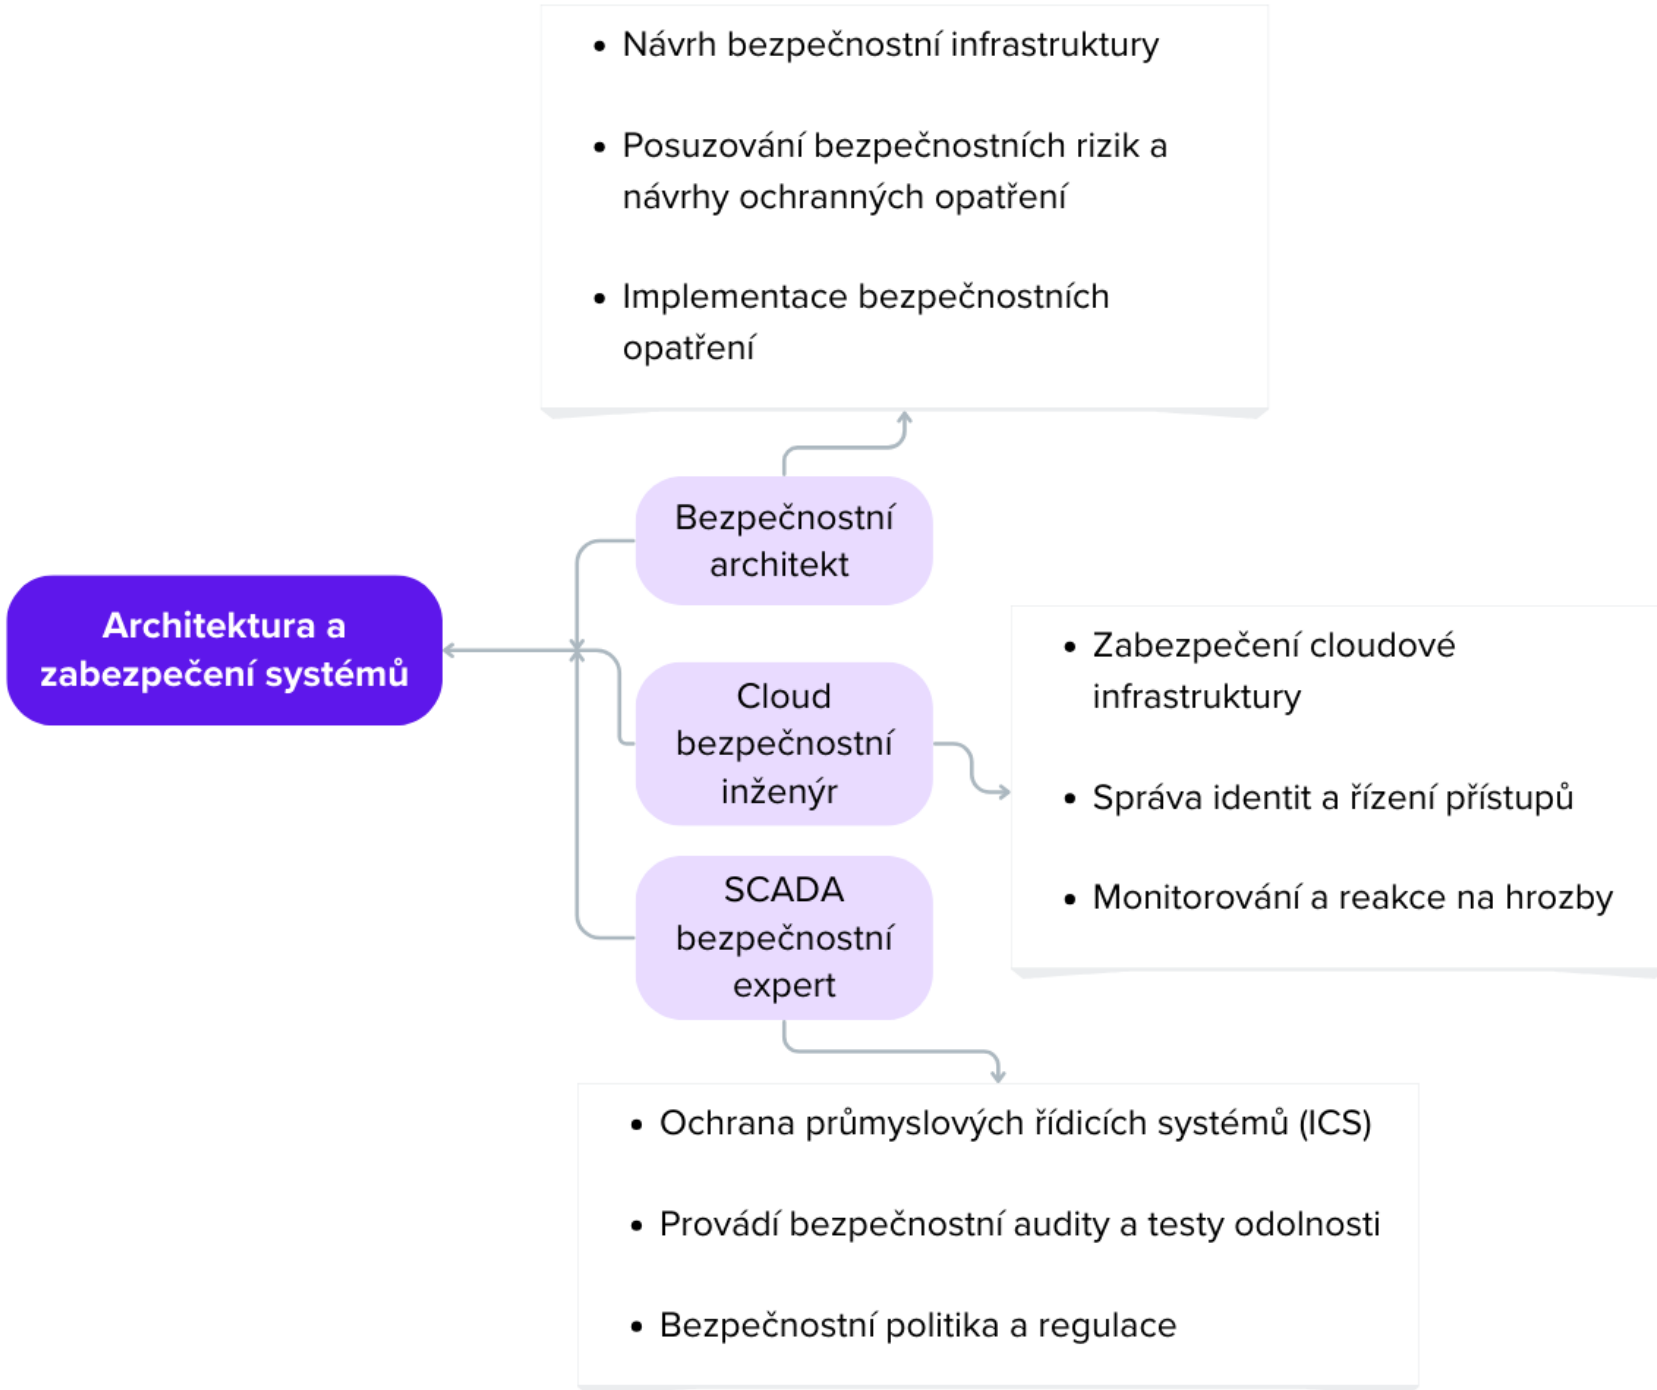 • Návrh bezpečnostní infrastruktury
• Posuzování bezpečnostních rizik a
návrhy ochranných opatření
• Implementace bezpečnostních
opatření
Bezpečnostní
architekt
Architektura a
zabezpečení systémů
Cloud
bezpečnostní
inženýr
• Zabezpečení cloudové
infrastruktury
• Správa identit a řízení přístupů
• Monitorování a reakce na hrozby
SCADA
bezpečnostní
expert
• Ochrana průmyslových řídicích systémů (ICS)
• Provádí bezpečnostní audity a testy odolnosti
• Bezpečnostní politika a regulace